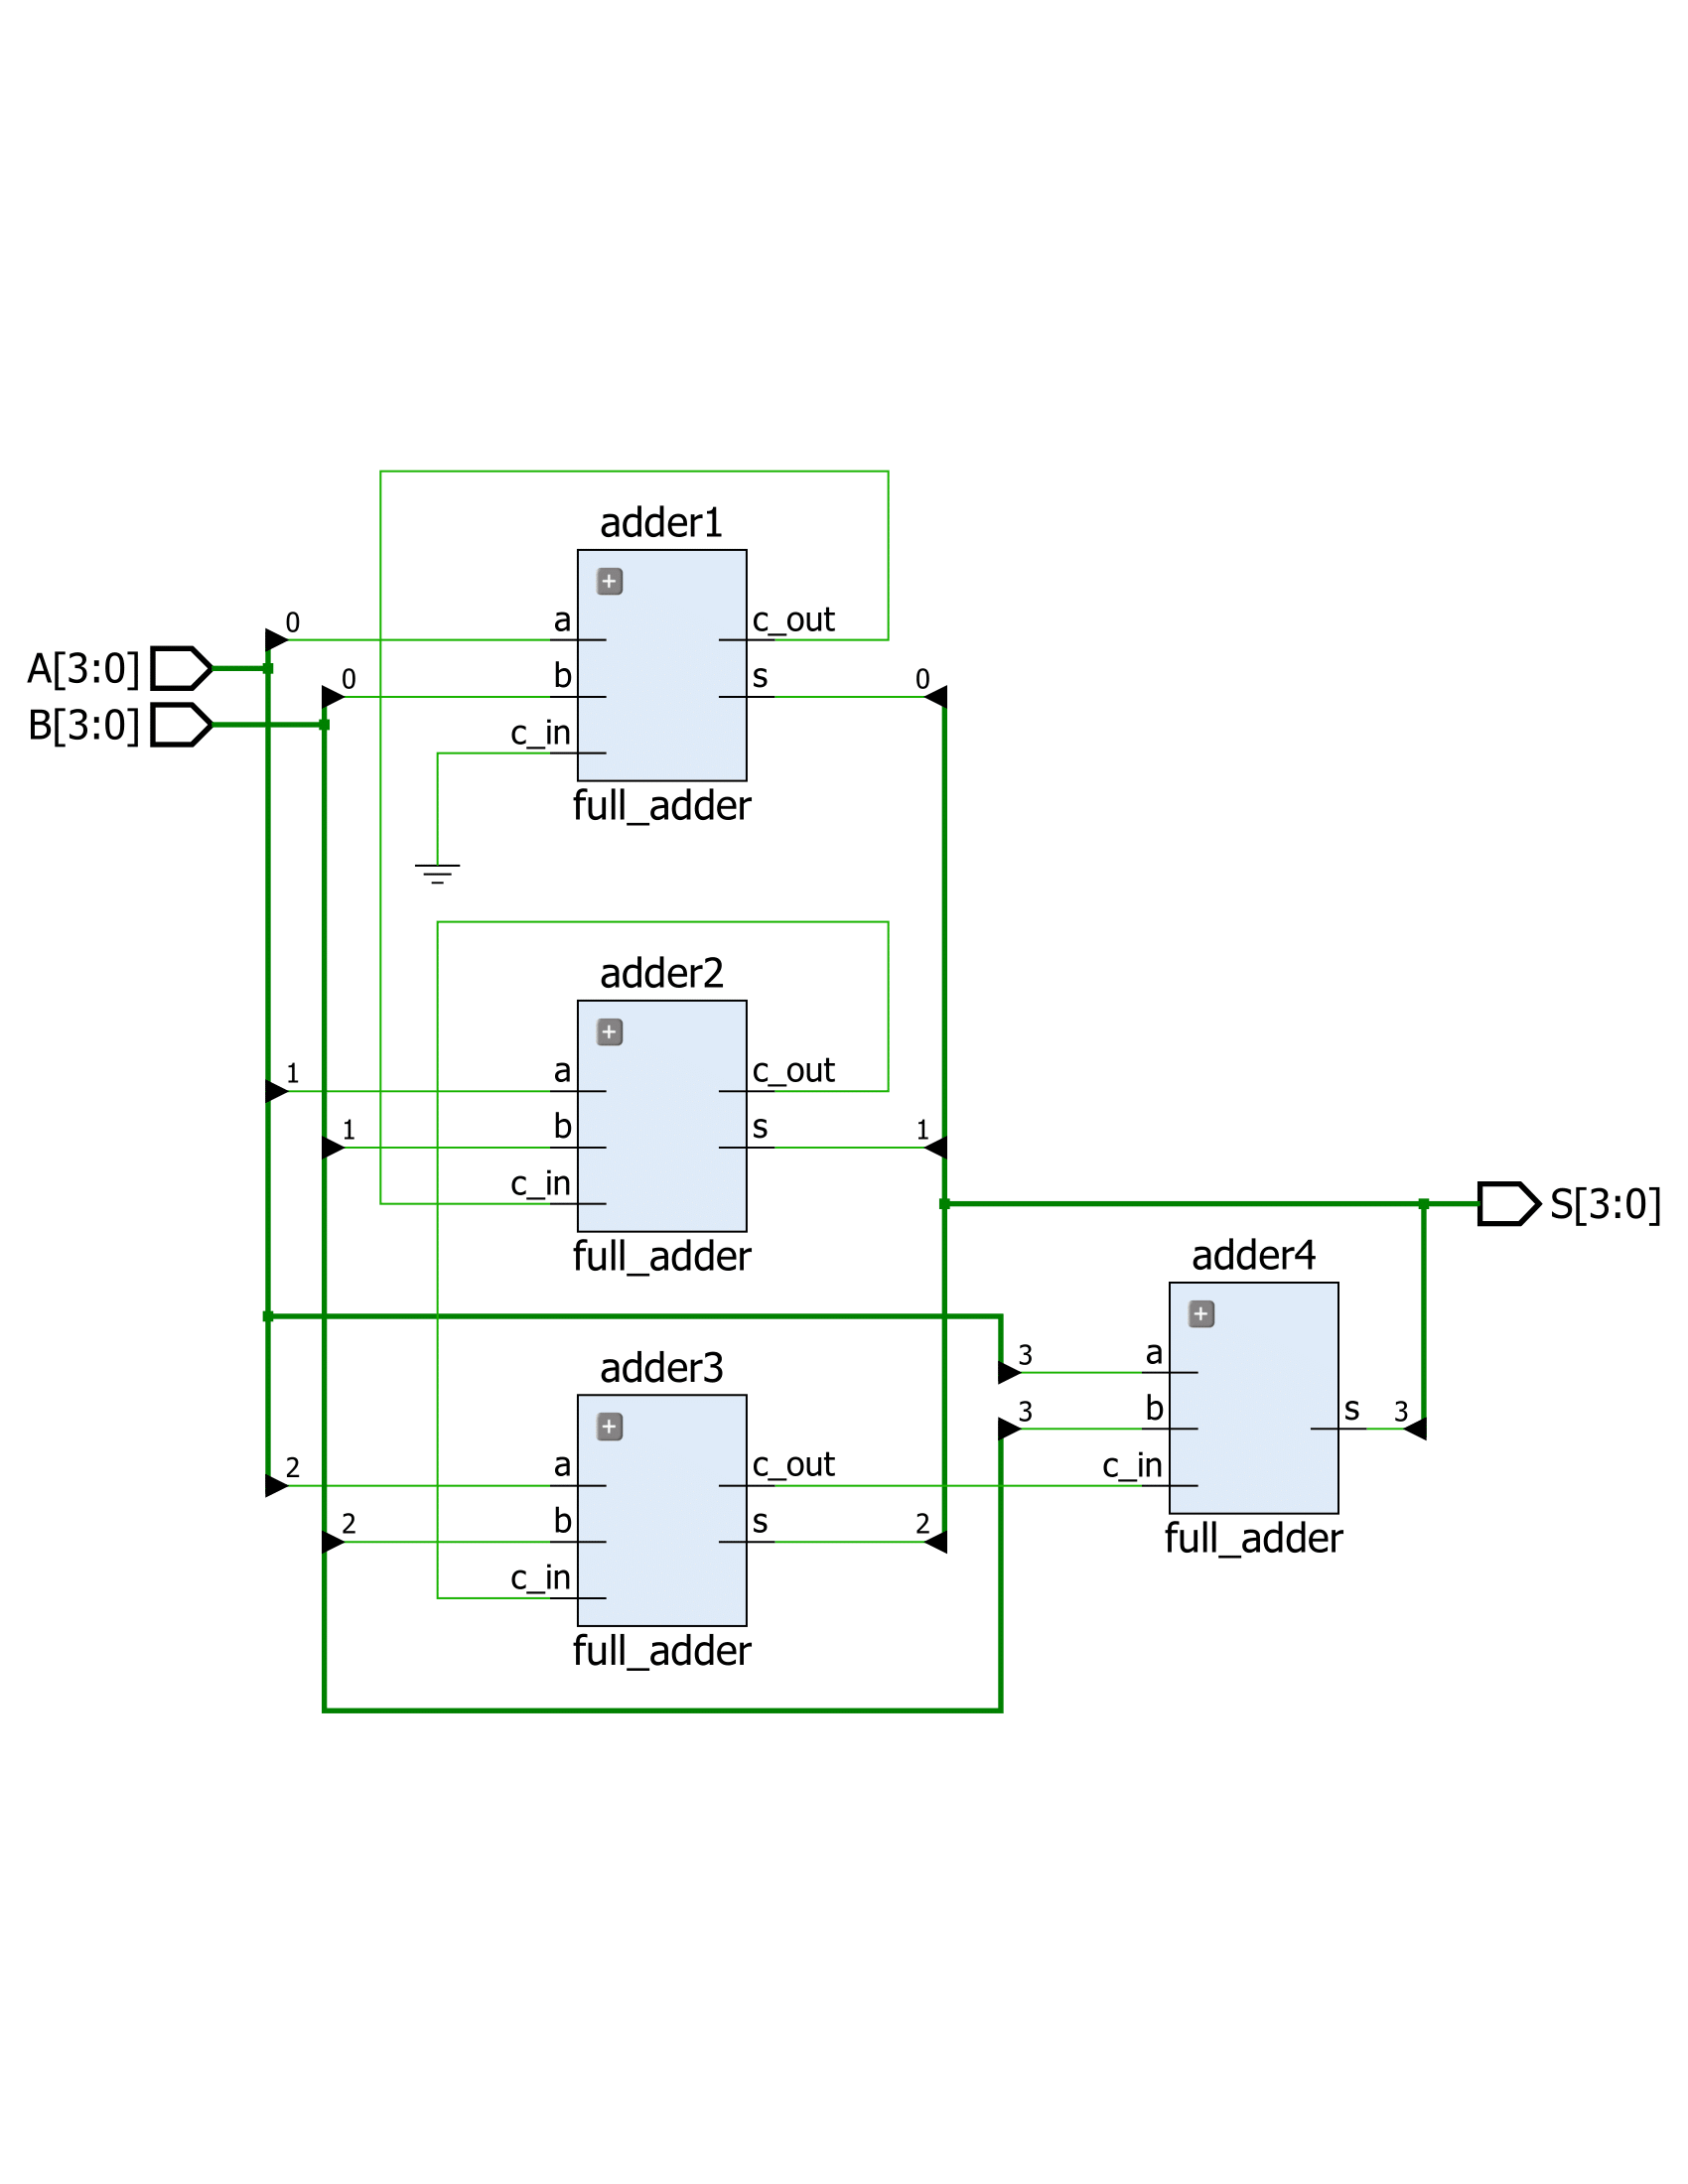 adder1
0
a
c_out
A[3:0]
0
b
s
0
B[3:0]
c_in
full_adder
adder2
1
a
c_out
1
b
s
1
c_in
S[3:0]
full_adder
adder4
adder3
3
a
3
b
s
3
2
a
c_out
c_in
2
b
s
2
full_adder
c_in
full_adder